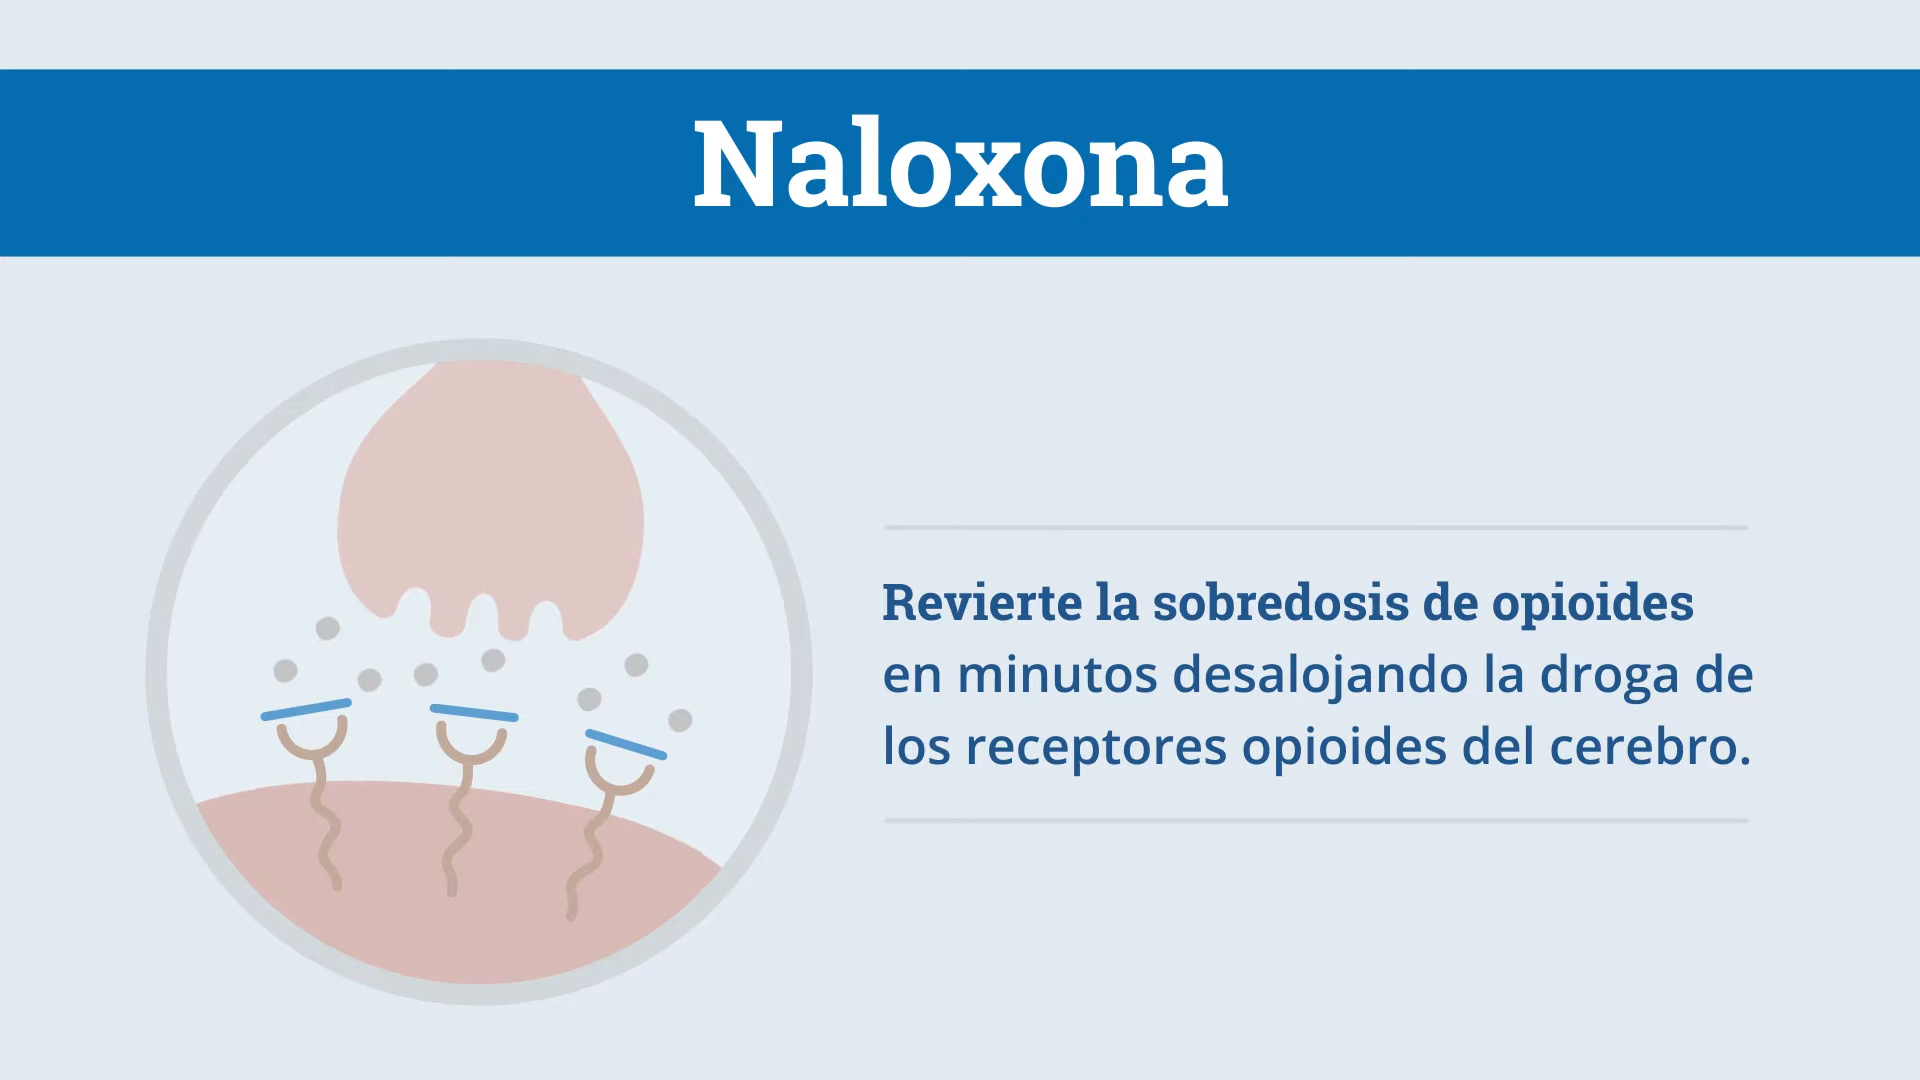 Naloxona
Revierte la sobredosis de opioides
en minutos desalojando la droga de
los receptores opioides del cerebro.